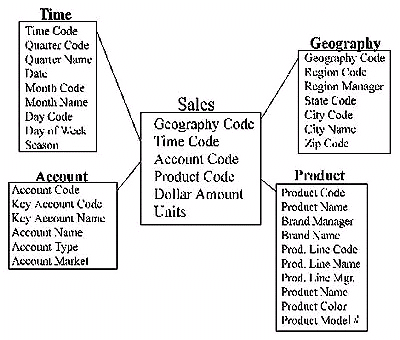 Time
Time Code
Quarter Code
Quarter Name
Date
Month Code
Month Name
Day Code
Day of Week
Season
Geography
Geography Code
Region Code
Region Manager
State Code
City Code
City Name
Zip Code
Sales
Geography Code
Time Code
Account Code
Product Code
Dollar Amount
Units
Account
Account Code
Key Account Code
Key Account Name
Account Name
Account Type
Account Market
Product
Product Code
Product Name
Brand Manager
Brand Name
Prod. Line Code
Prod. Line Name
Prod. Line Mgr.
Product Name
Product Color
Product Model #